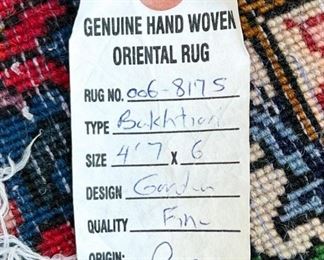 GENUINE HAND WOVEN
ORIENTAL RUG
RUG NO. 006-8175
TYPE Bakhtiari
SIZE 4'7 x 6
DESIGN Garden
QUALITY Fine
ORIGIN: